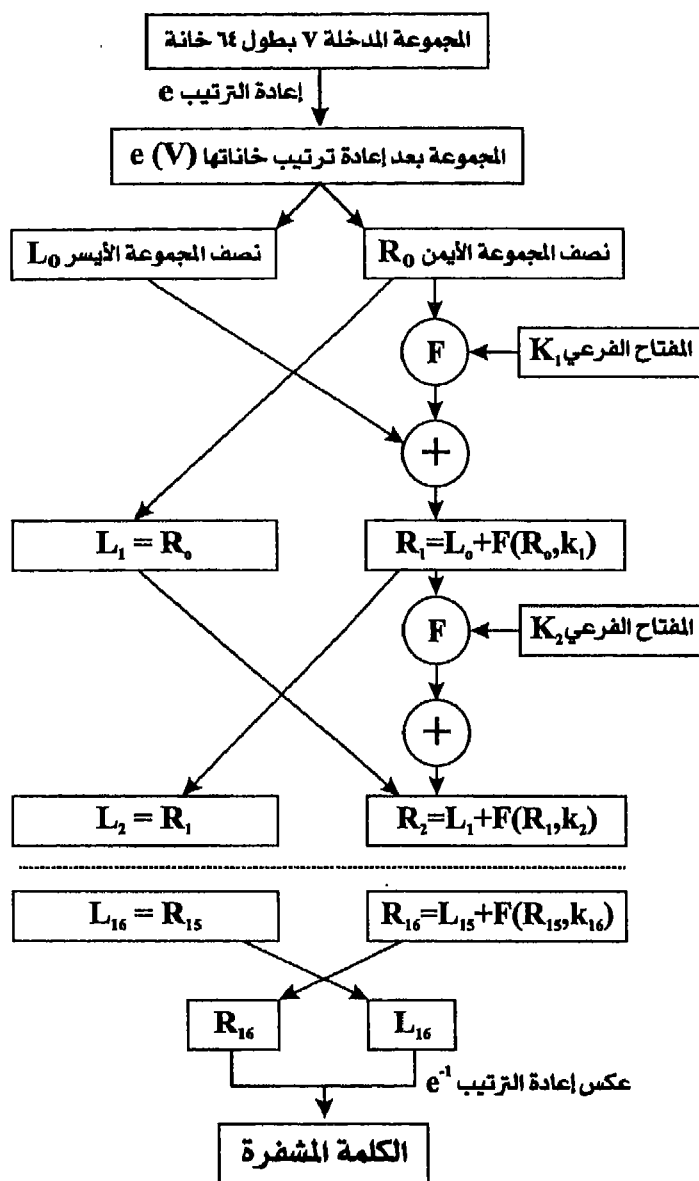 المجموعة المدخلة V بطول ٦٤ خانة
إعادة الترتيب e
المجموعة بعد إعادة ترتيب خاناتها e (V)
نصف المجموعة الأيسر L₀
نصف المجموعة الأيمن R₀
F
المفتاح الفرعي K₁
+
L₁ = R₀
R₁=L₀+F(R₀,k₁)
F
المفتاح الفرعي K₂
+
L₂ = R₁
R₂=L₁+F(R₁,k₂)
L₁₆ = R₁₅
R₁₆=L₁₅+F(R₁₅,k₁₆)
R₁₆
L₁₆
عكس إعادة الترتيب e⁻¹
الكلمة المشفرة